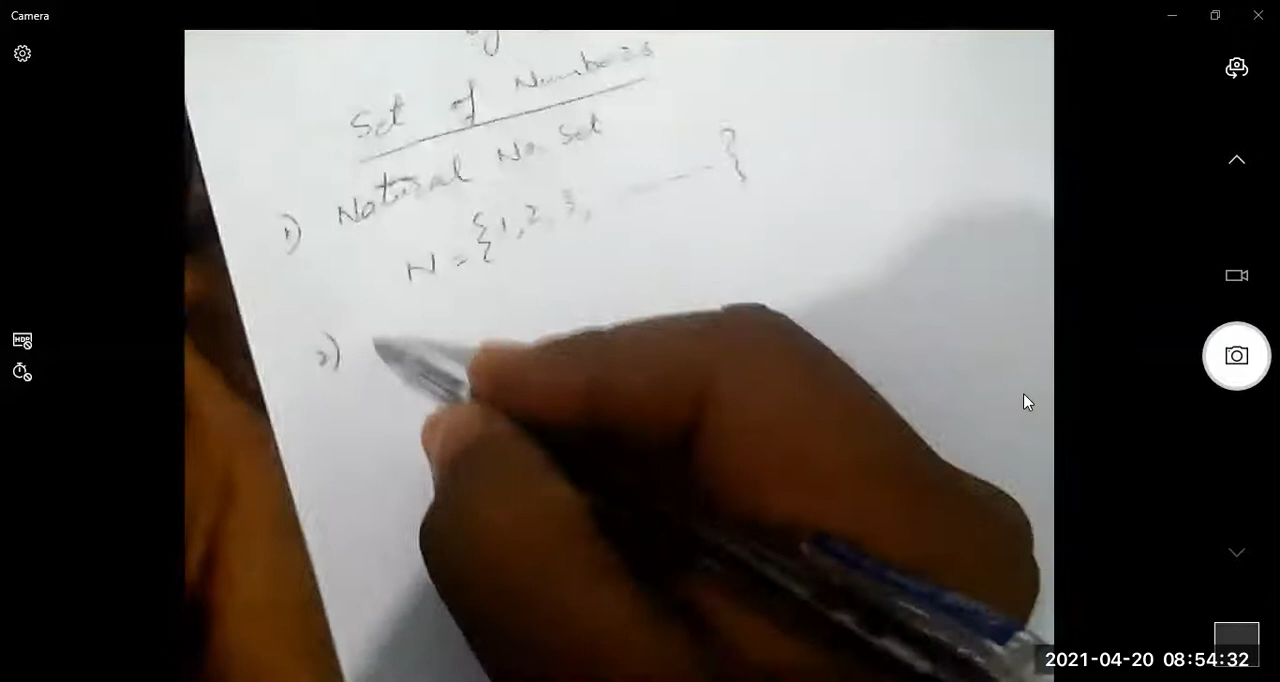 Camera
Set of Numbers
1) Natural No. Set
N = {1, 2, 3, ------}
2)
2021-04-20 08:54:32